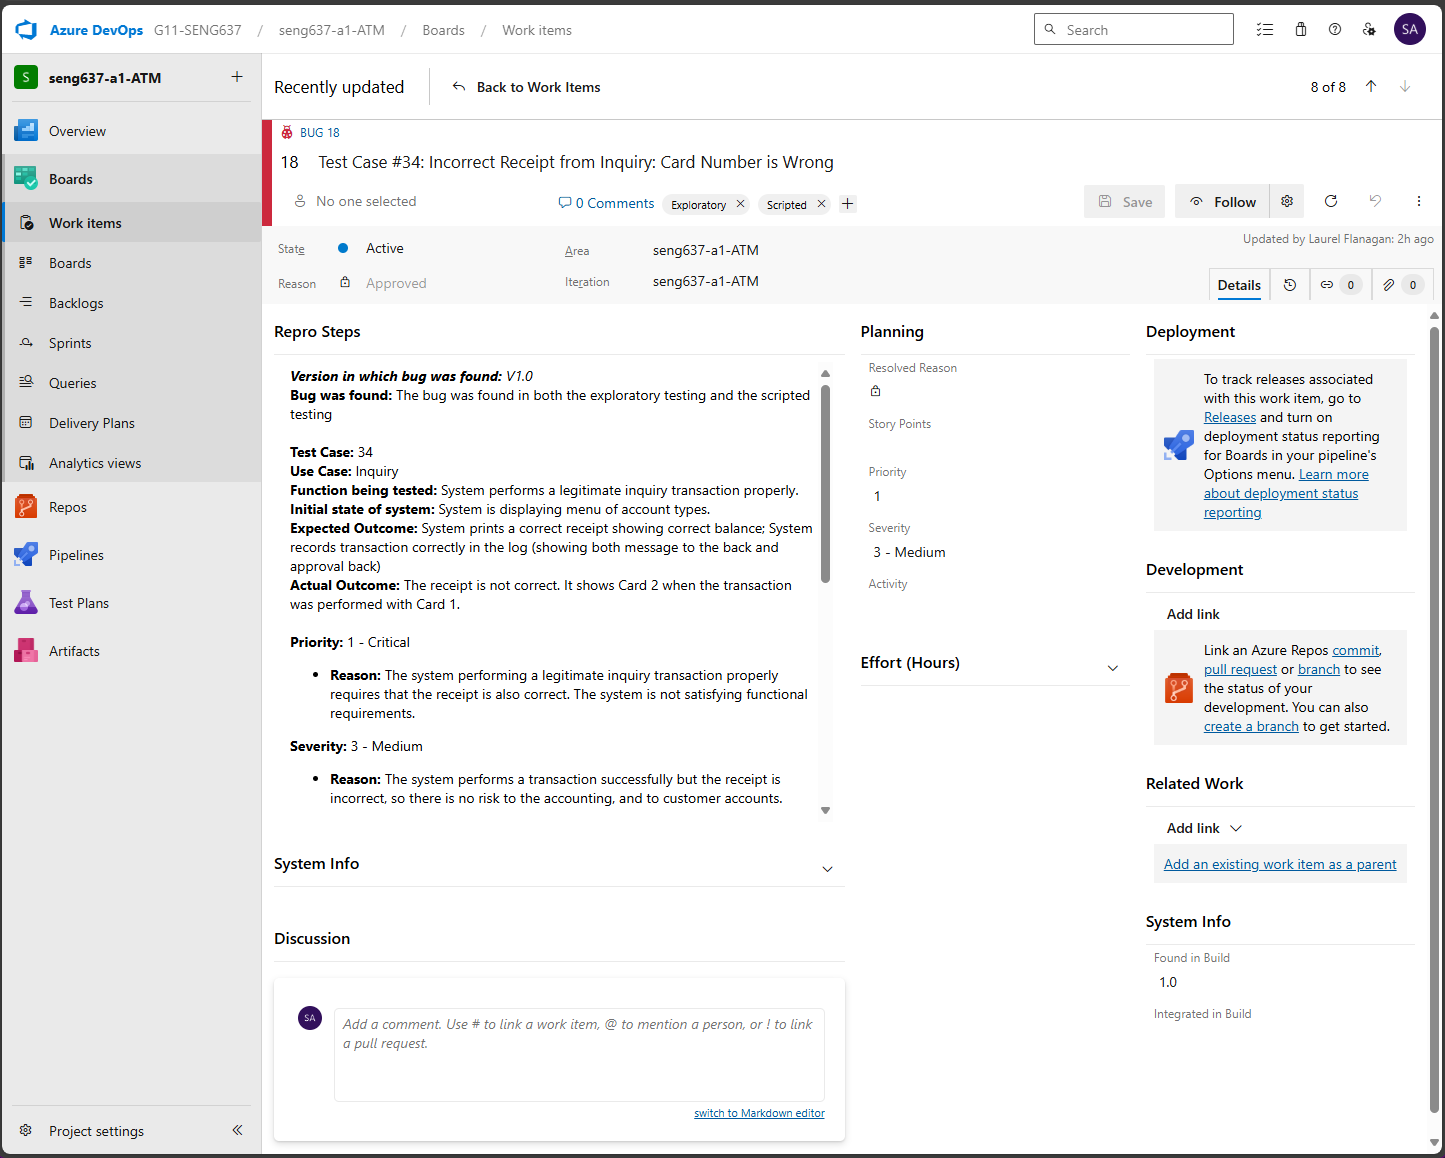 Azure DevOps G11-SENG637 / seng637-a1-ATM / Boards / Work items
Search
SA
S seng637-a1-ATM
Overview
Boards
Work items
Boards
Backlogs
Sprints
Queries
Delivery Plans
Analytics views
Repos
Pipelines
Test Plans
Artifacts
Project settings
Recently updated
Back to Work Items
8 of 8
BUG 18
18 Test Case #34: Incorrect Receipt from Inquiry: Card Number is Wrong
No one selected
0 Comments
Exploratory
Scripted
Save
Follow
State Active
Reason Approved
Area seng637-a1-ATM
Iteration seng637-a1-ATM
Updated by Laurel Flanagan: 2h ago
Details
0
0
Repro Steps
Version in which bug was found: V1.0
Bug was found: The bug was found in both the exploratory testing and the scripted
testing
Test Case: 34
Use Case: Inquiry
Function being tested: System performs a legitimate inquiry transaction properly.
Initial state of system: System is displaying menu of account types.
Expected Outcome: System prints a correct receipt showing correct balance; System
records transaction correctly in the log (showing both message to the back and
approval back)
Actual Outcome: The receipt is not correct. It shows Card 2 when the transaction
was performed with Card 1.
Priority: 1 - Critical
• Reason: The system performing a legitimate inquiry transaction properly
requires that the receipt is also correct. The system is not satisfying functional
requirements.
Severity: 3 - Medium
• Reason: The system performs a transaction successfully but the receipt is
incorrect, so there is no risk to the accounting, and to customer accounts.
System Info
Discussion
SA
Add a comment. Use # to link a work item, @ to mention a person, or ! to link
a pull request.
switch to Markdown editor
Planning
Resolved Reason
Story Points
Priority
1
Severity
3 - Medium
Activity
Effort (Hours)
Deployment
To track releases associated
with this work item, go to
Releases and turn on
deployment status reporting
for Boards in your pipeline's
Options menu. Learn more
about deployment status
reporting
Development
Add link
Link an Azure Repos commit,
pull request or branch to see
the status of your
development. You can also
create a branch to get started.
Related Work
Add link
Add an existing work item as a parent
System Info
Found in Build
1.0
Integrated in Build